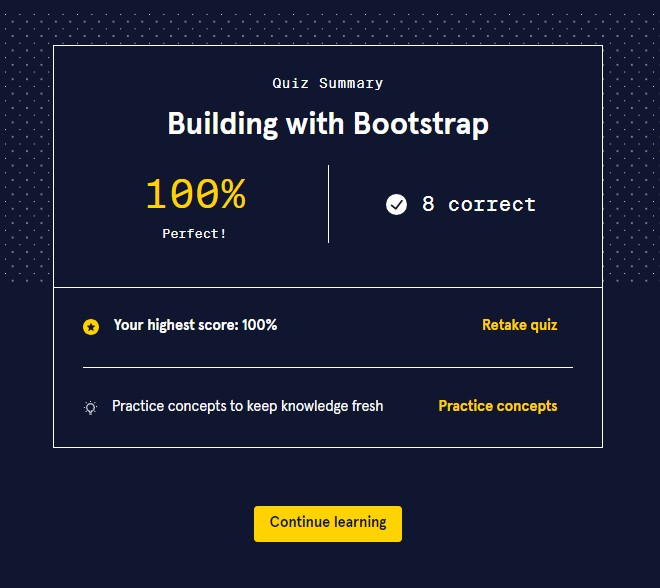 Quiz Summary
Building with Bootstrap
100%
Perfect!
8 correct
Your highest score: 100%
Retake quiz
Practice concepts to keep knowledge fresh
Practice concepts
Continue learning